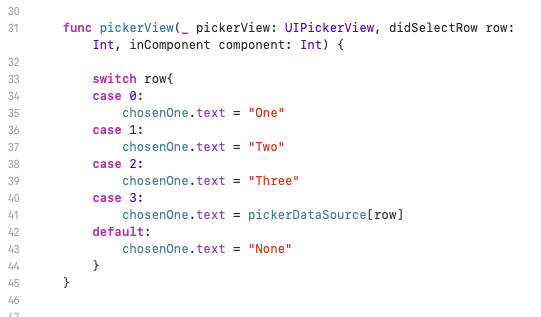 30
31 func pickerView(_ pickerView: UIPickerView, didSelectRow row:
Int, inComponent component: Int) {
32
33 switch row{
34 case 0:
35 chosenOne.text = "One"
36 case 1:
37 chosenOne.text = "Two"
38 case 2:
39 chosenOne.text = "Three"
40 case 3:
41 chosenOne.text = pickerDataSource[row]
42 default:
43 chosenOne.text = "None"
44 }
45 }
46
47